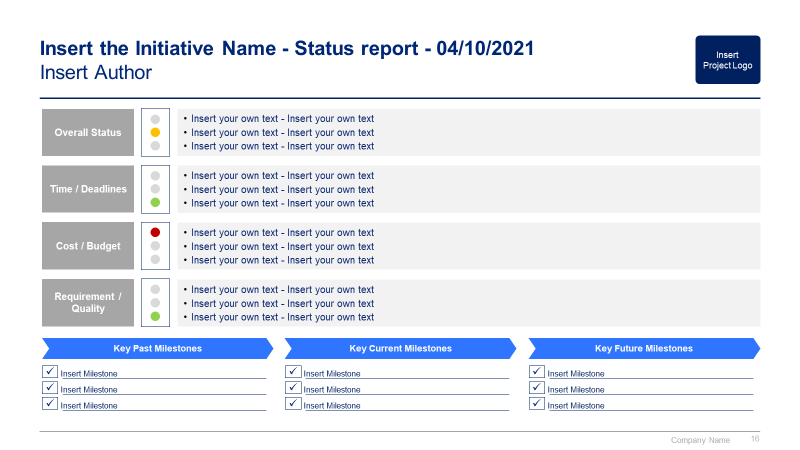 Insert the Initiative Name - Status report - 04/10/2021
Insert Author
Insert
Project Logo
Overall Status
• Insert your own text - Insert your own text
• Insert your own text - Insert your own text
• Insert your own text - Insert your own text
Time / Deadlines
• Insert your own text - Insert your own text
• Insert your own text - Insert your own text
• Insert your own text - Insert your own text
Cost / Budget
• Insert your own text - Insert your own text
• Insert your own text - Insert your own text
• Insert your own text - Insert your own text
Requirement /
Quality
• Insert your own text - Insert your own text
• Insert your own text - Insert your own text
• Insert your own text - Insert your own text
Key Past Milestones
✓ Insert Milestone
✓ Insert Milestone
✓ Insert Milestone
Key Current Milestones
✓ Insert Milestone
✓ Insert Milestone
✓ Insert Milestone
Key Future Milestones
✓ Insert Milestone
✓ Insert Milestone
✓ Insert Milestone
Company Name 16